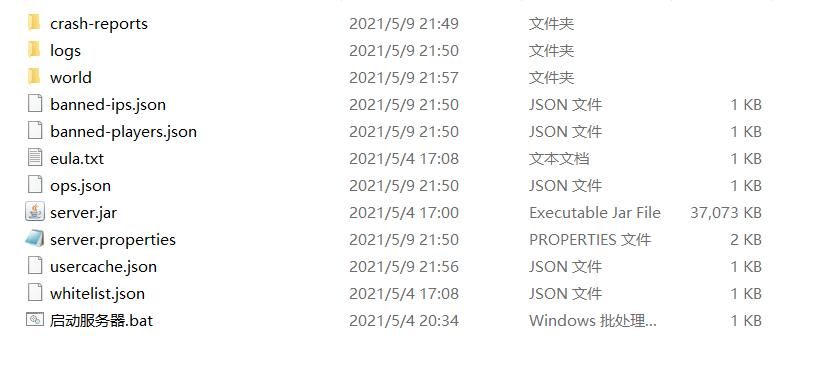 crash-reports 2021/5/9 21:49 文件夹
logs 2021/5/9 21:50 文件夹
world 2021/5/9 21:57 文件夹
banned-ips.json 2021/5/9 21:50 JSON 文件 1 KB
banned-players.json 2021/5/9 21:50 JSON 文件 1 KB
eula.txt 2021/5/4 17:08 文本文档 1 KB
ops.json 2021/5/9 21:50 JSON 文件 1 KB
server.jar 2021/5/4 17:00 Executable Jar File 37,073 KB
server.properties 2021/5/9 21:50 PROPERTIES 文件 2 KB
usercache.json 2021/5/9 21:56 JSON 文件 1 KB
whitelist.json 2021/5/4 17:08 JSON 文件 1 KB
启动服务器.bat 2021/5/4 20:34 Windows 批处理... 1 KB